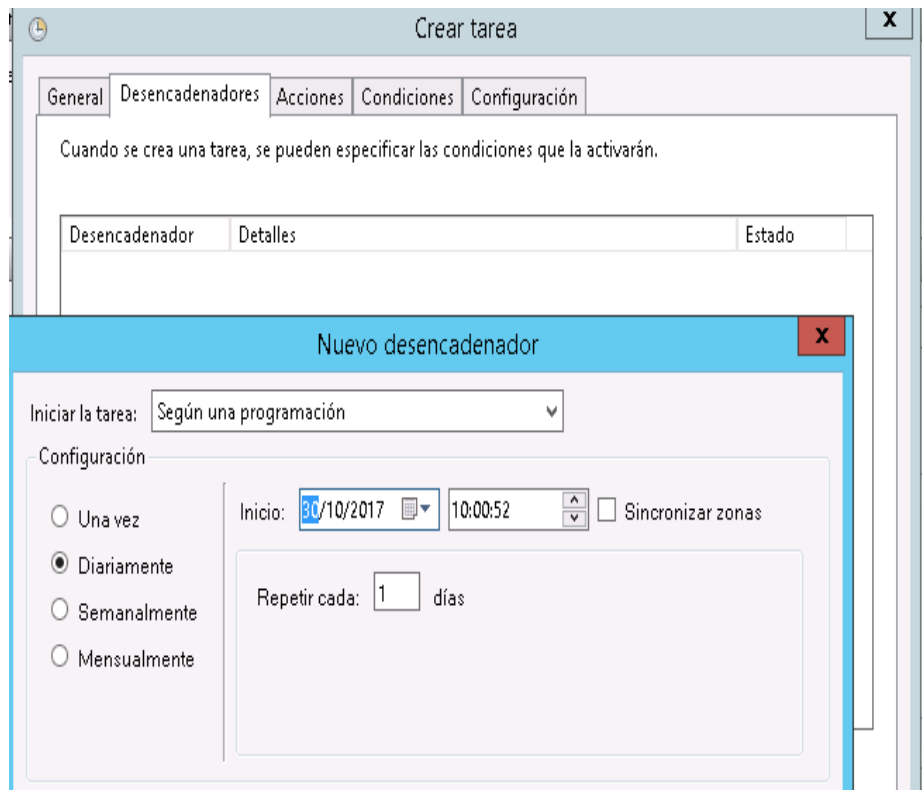 Crear tarea
X
General Desencadenadores Acciones Condiciones Configuración
Cuando se crea una tarea, se pueden especificar las condiciones que la activarán.
Desencadenador Detalles Estado
Nuevo desencadenador
X
Iniciar la tarea: Según una programación
Configuración
Una vez
Inicio: 30/10/2017 10:00:52 Sincronizar zonas
Diariamente
Repetir cada: 1 días
Semanalmente
Mensualmente